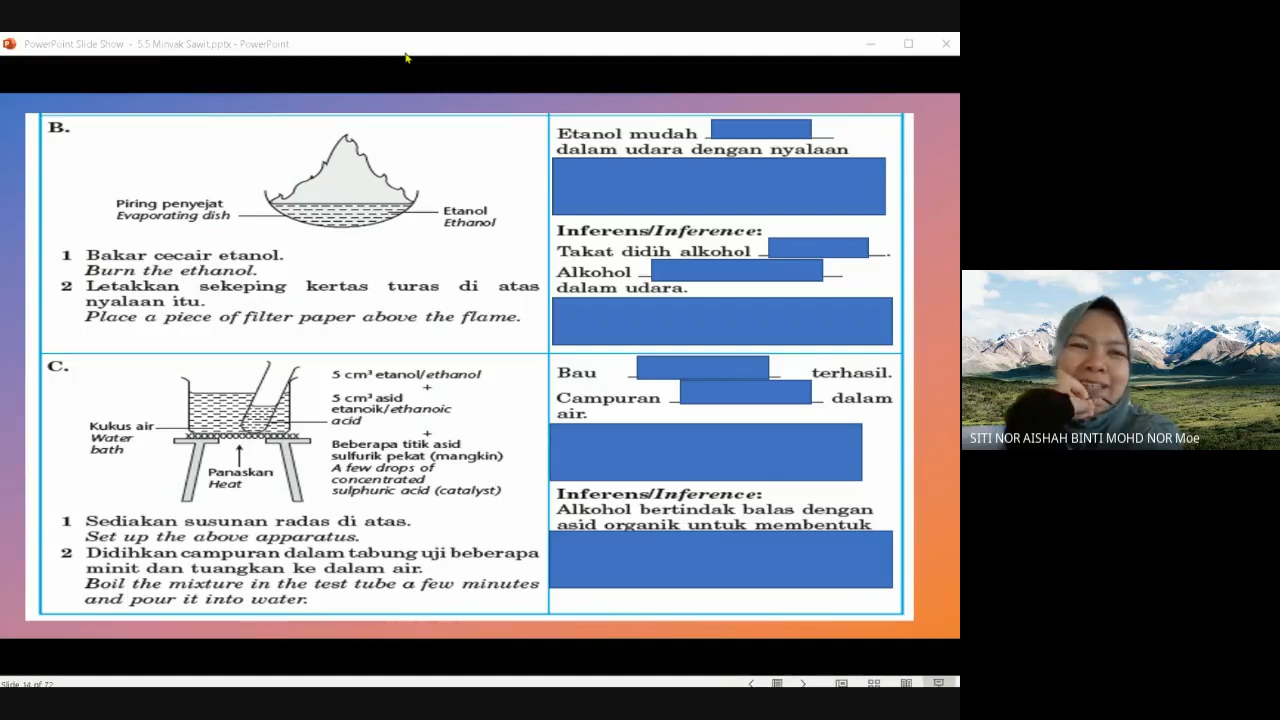 PowerPoint Slide Show - 5.5 Minyak Sawit.pptx - PowerPoint
B.
Piring penyejat
Evaporating dish
Etanol
Ethanol
1 Bakar cecair etanol.
Burn the ethanol.
2 Letakkan sekeping kertas turas di atas
nyalaan itu.
Place a piece of filter paper above the flame.
Etanol mudah
dalam udara dengan nyalaan
Inferens/Inference:
Takat didih alkohol .
Alkohol
dalam udara.
C.
Kukus air
Water
bath
Panaskan
Heat
5 cm³ etanol/ethanol
+
5 cm³ asid
etanoik/ethanoic
acid
+
Beberapa titik asid
sulfurik pekat (mangkin)
A few drops of
concentrated
sulphuric acid (catalyst)
1 Sediakan susunan radas di atas.
Set up the above apparatus.
2 Didihkan campuran dalam tabung uji beberapa
minit dan tuangkan ke dalam air.
Boil the mixture in the test tube a few minutes
and pour it into water.
Bau terhasil.
Campuran dalam
air.
Inferens/Inference:
Alkohol bertindak balas dengan
asid organik untuk membentuk
Slide 14 of 72
SITI NOR AISHAH BINTI MOHD NOR Moe